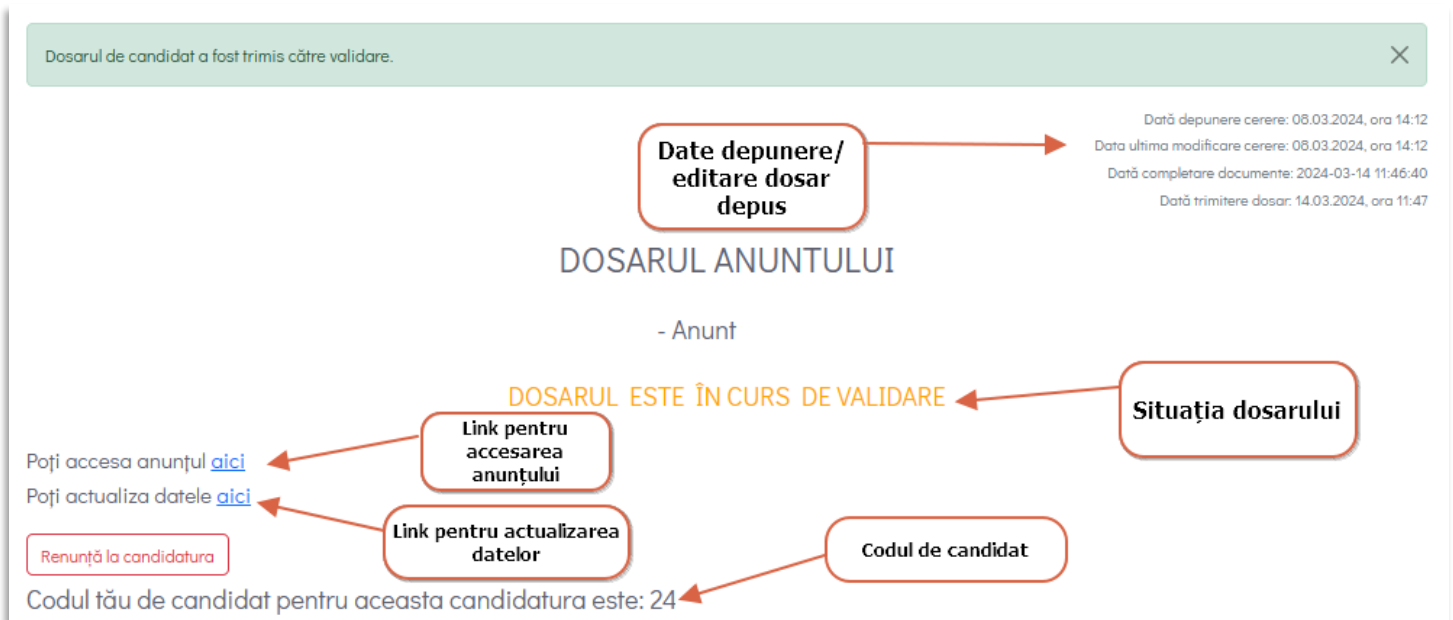 Dosarul de candidat a fost trimis către validare.
Dată depunere cerere: 08.03.2024, ora 14:12
Data ultima modificare cerere: 08.03.2024, ora 14:12
Dată completare documente: 2024-03-14 11:46:40
Dată trimitere dosar: 14.03.2024, ora 11:47
Date depunere/
editare dosar
depus
DOSARUL ANUNTULUI
- Anunt
DOSARUL ESTE ÎN CURS DE VALIDARE
Situația dosarului
Link pentru
accesarea
anunțului
Poți accesa anunțul aici
Poți actualiza datele aici
Link pentru actualizarea
datelor
Renunță la candidatura
Codul de candidat
Codul tău de candidat pentru aceasta candidatura este: 24